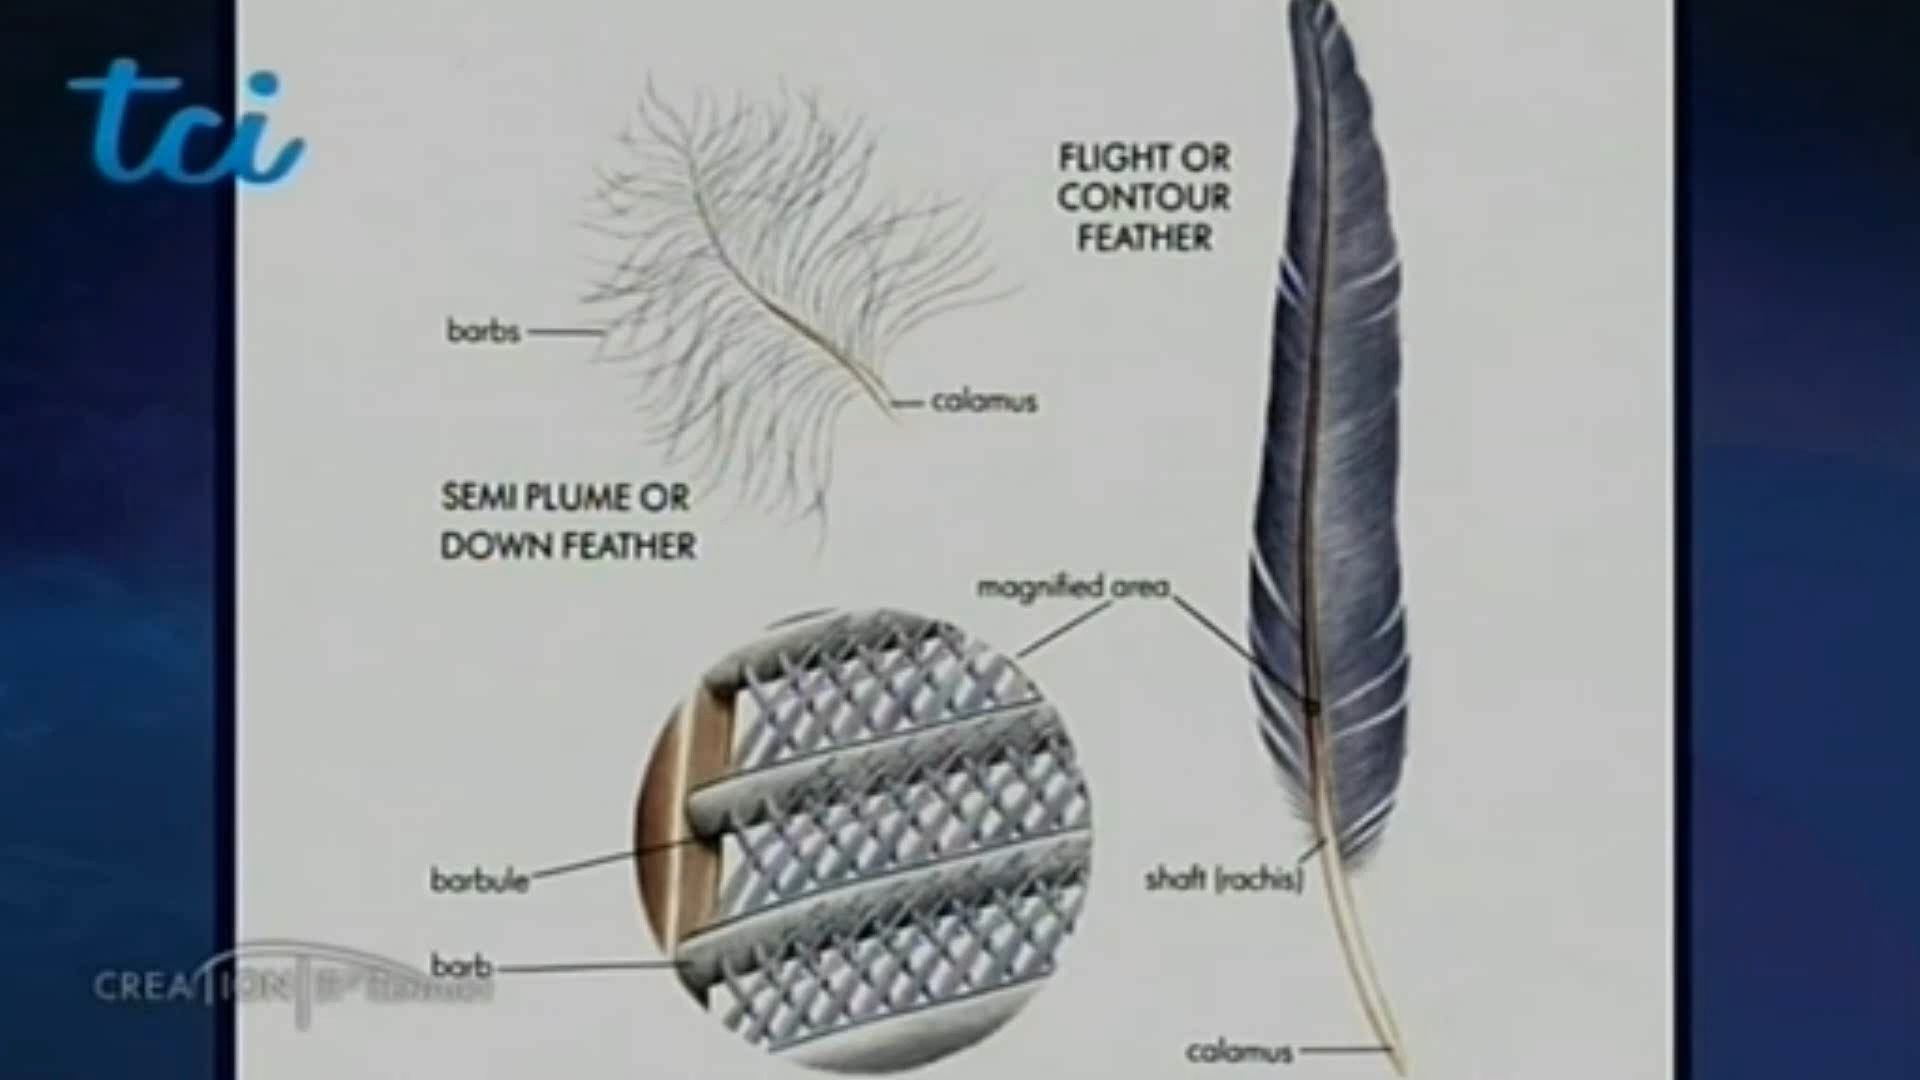 tci
FLIGHT OR
CONTOUR
FEATHER
barbs
calamus
SEMI PLUME OR
DOWN FEATHER
magnified area
barbule
shaft (rachis)
barb
CREATION
calamus